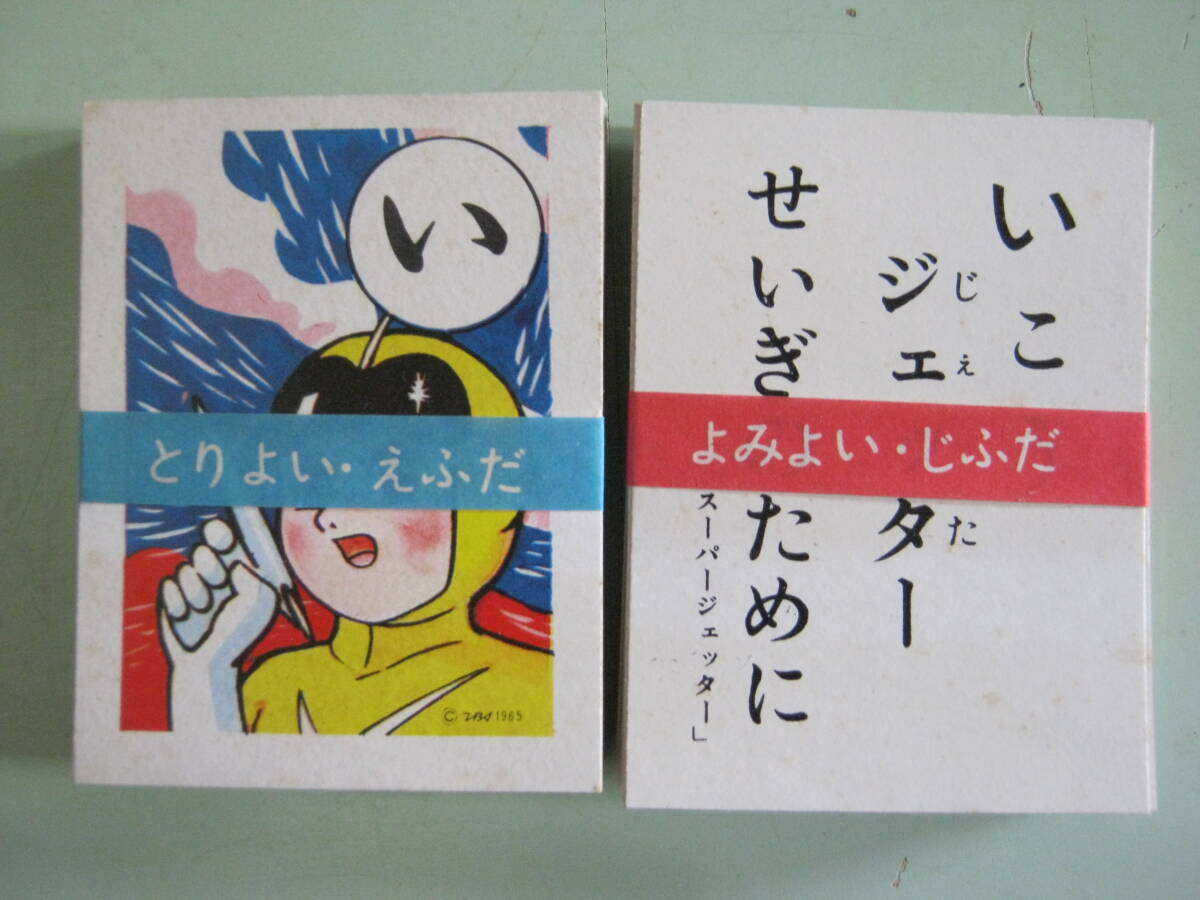 い
とりよい・えふだ
© TBS 1965
いこ
ジェ ター
じえ た
せいぎ ために
スーパージェッター」
よみよい・じふだ